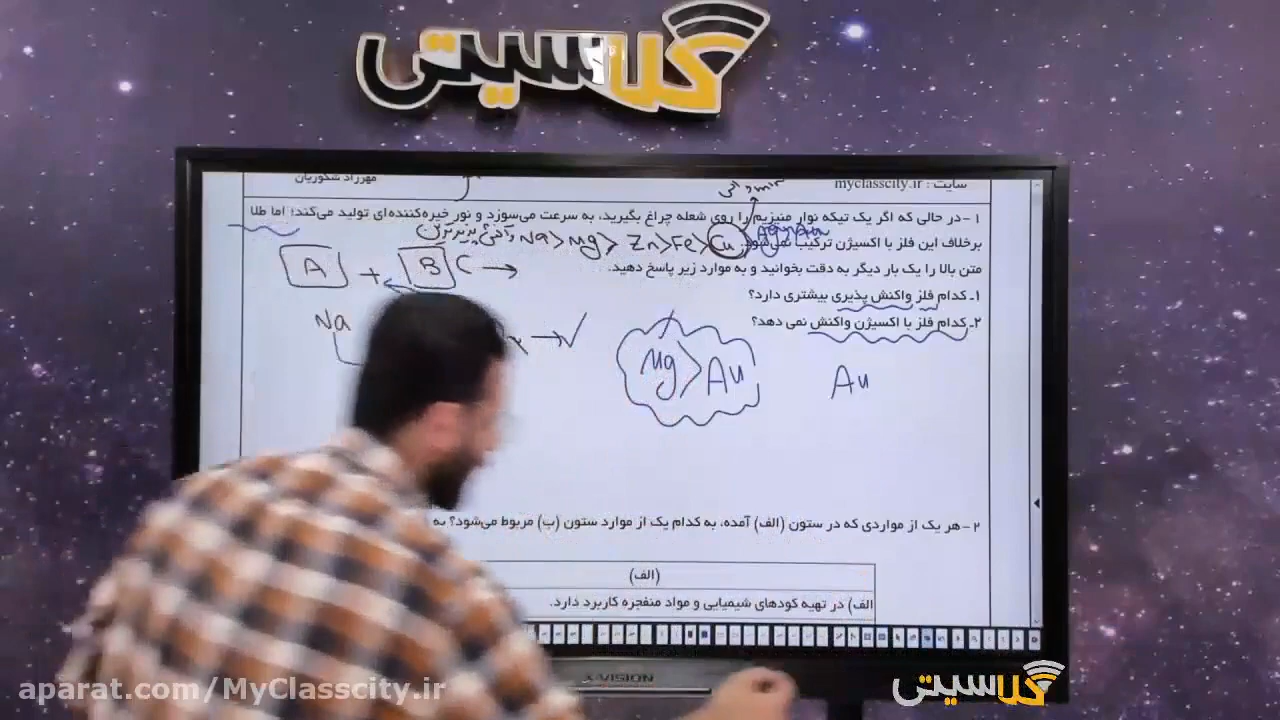 کلاسیتی
سایت : myclasscity.ir
مهرزاد شکوریان
۱- در حالی که اگر یک تیکه نوار منیزیم را روی شعله چراغ بگیرید، به سرعت می‌سوزد و نور خیره‌کننده‌ای تولید می‌کند؛ اما طلا
برخلاف این فلز با اکسیژن ترکیب نمی‌شود.
Na > Mg > Zn > Fe > Cu
متن بالا را یک بار دیگر به دقت بخوانید و به موارد زیر پاسخ دهید.
A + B C →
۱ـ کدام فلز واکنش پذیری بیشتری دارد؟
۲ـ کدام فلز با اکسیژن واکنش نمی دهد؟
Na
→ ✓
Mg > Au
Au
۲- هر یک از مواردی که در ستون (الف) آمده، به کدام یک از موارد ستون (ب) مربوط می‌شود؟ به
(الف)
الف) در تهیه کودهای شیمیایی و مواد منفجره کاربرد دارد.
X-VISION
aparat.com/MyClasscity.ir
کلاسیتی